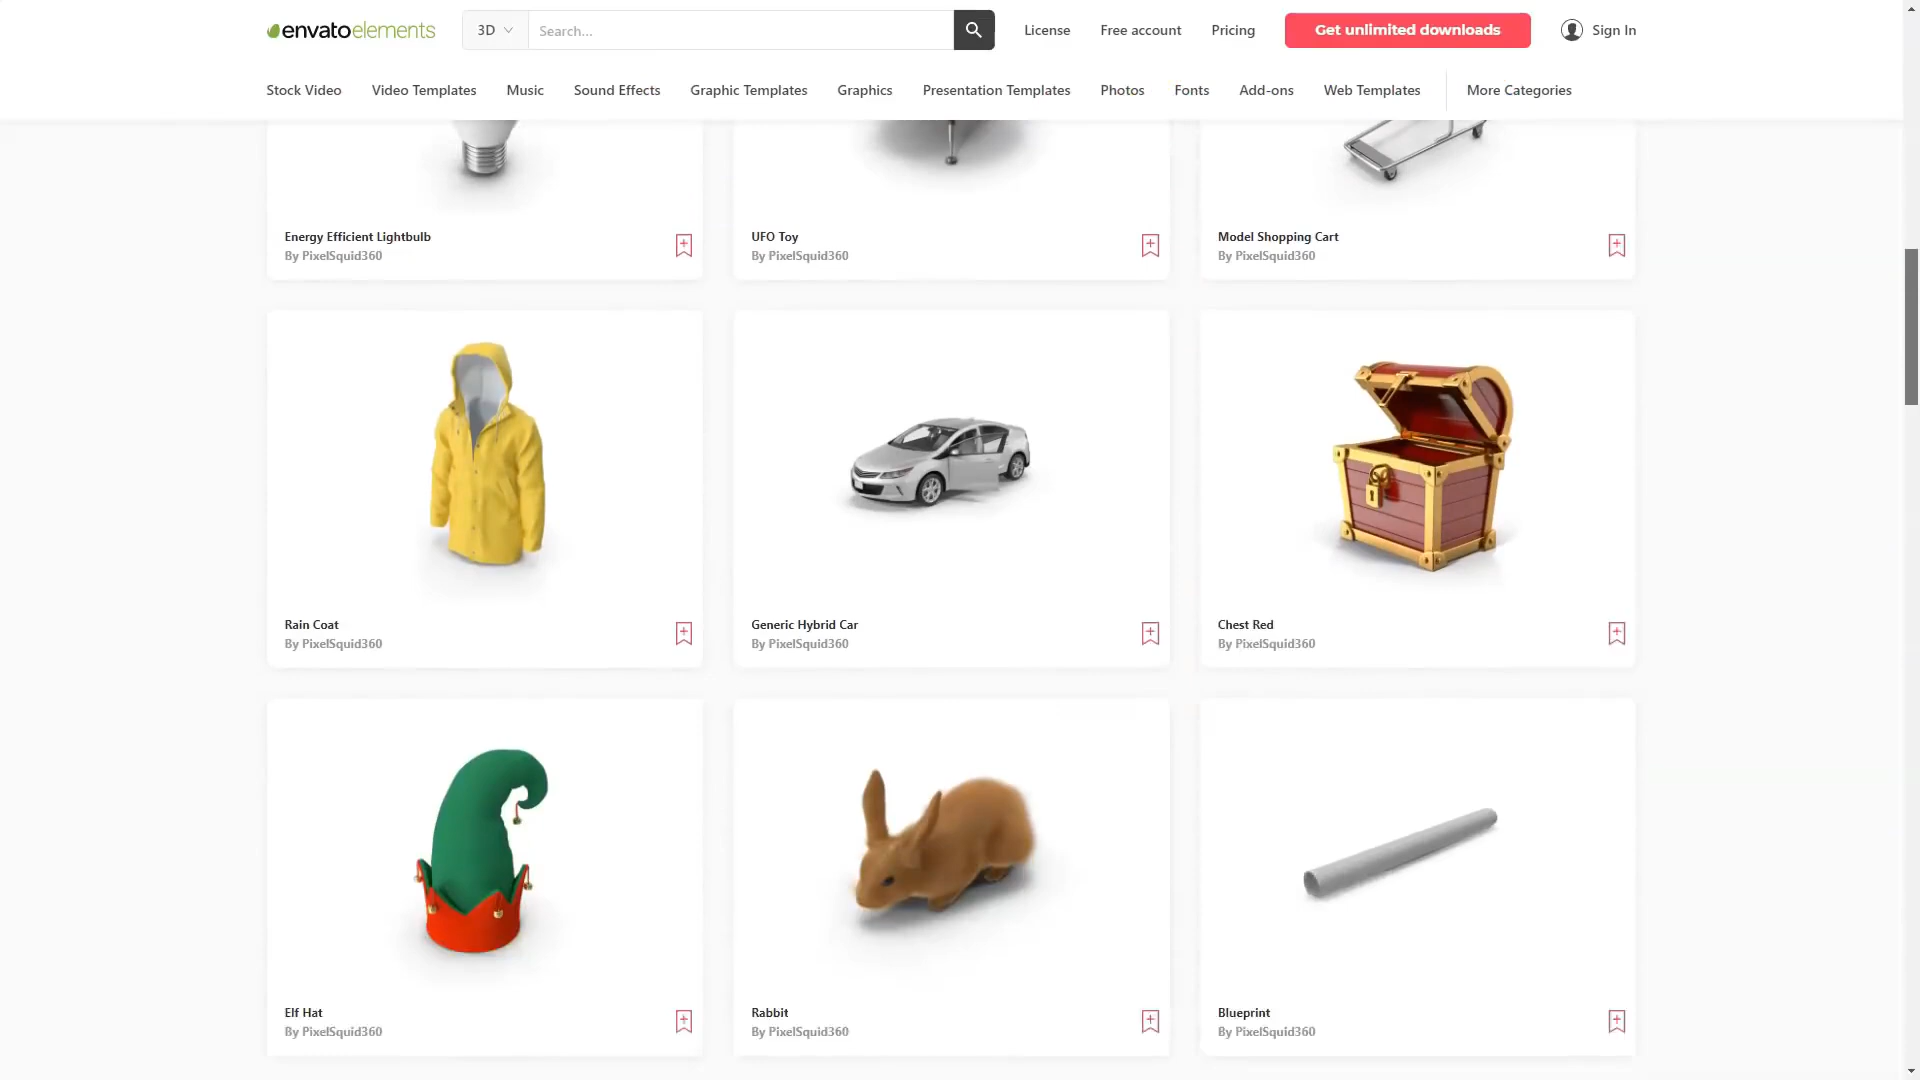 envatoelements
3D
Search...
License
Free account
Pricing
Get unlimited downloads
Sign In
Stock Video
Video Templates
Music
Sound Effects
Graphic Templates
Graphics
Presentation Templates
Photos
Fonts
Add-ons
Web Templates
More Categories
Energy Efficient Lightbulb
By PixelSquid360
UFO Toy
By PixelSquid360
Model Shopping Cart
By PixelSquid360
Rain Coat
By PixelSquid360
Generic Hybrid Car
By PixelSquid360
Chest Red
By PixelSquid360
Elf Hat
By PixelSquid360
Rabbit
By PixelSquid360
Blueprint
By PixelSquid360